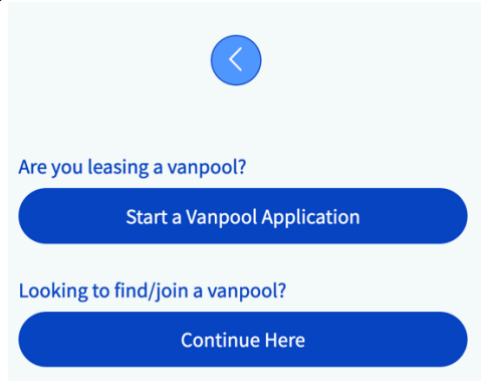 Are you leasing a vanpool?
Start a Vanpool Application
Looking to find/join a vanpool?
Continue Here